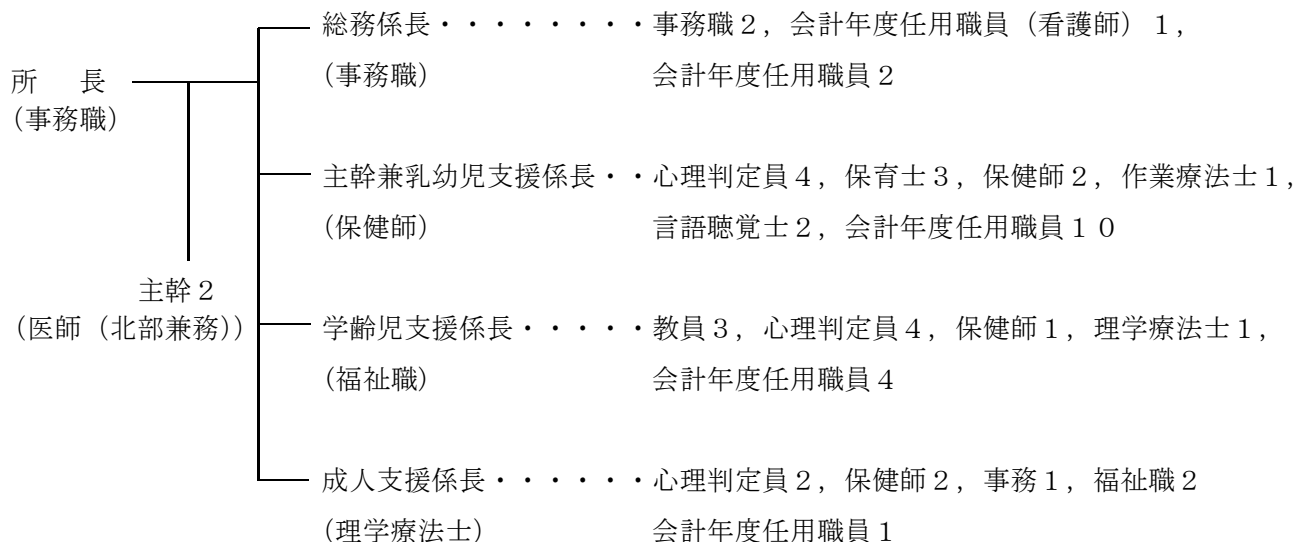 総務係長・・・・・・・・事務職２，会計年度任用職員（看護師）１，
(事務職)　会計年度任用職員２
所　長
(事務職)
主幹兼乳幼児支援係長・・心理判定員４，保育士３，保健師２，作業療法士１，
(保健師)　言語聴覚士２，会計年度任用職員１０
主幹２
(医師（北部兼務）)
学齢児支援係長・・・・・教員３，心理判定員４，保健師１，理学療法士１，
(福祉職)　会計年度任用職員４
成人支援係長・・・・・・心理判定員２，保健師２，事務１，福祉職２
(理学療法士)　会計年度任用職員１